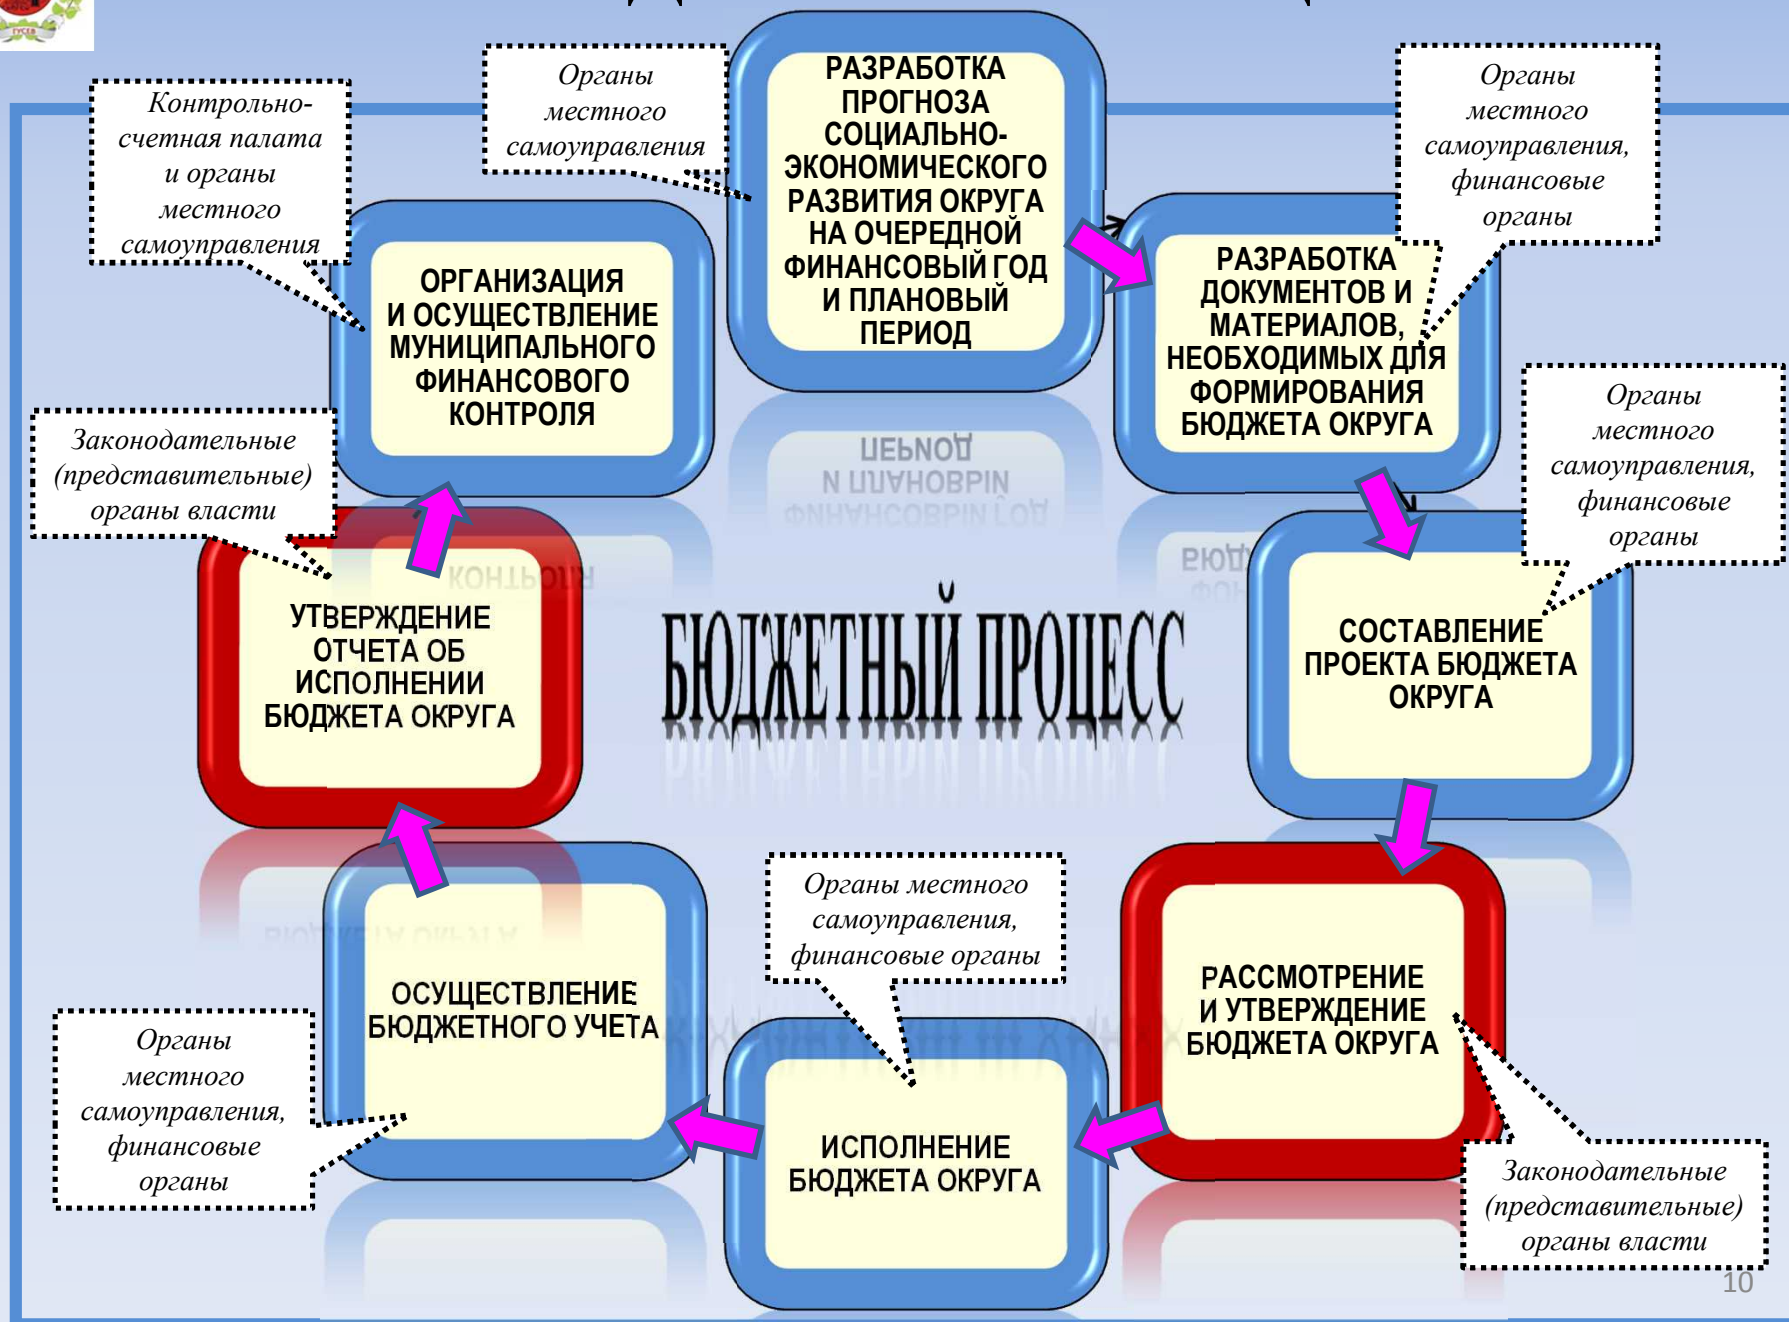 ГУСЕВ
Контрольно-
счетная палата
и органы
местного
самоуправления
Органы
местного
самоуправления
РАЗРАБОТКА
ПРОГНОЗА
СОЦИАЛЬНО-
ЭКОНОМИЧЕСКОГО
РАЗВИТИЯ ОКРУГА
НА ОЧЕРЕДНОЙ
ФИНАНСОВЫЙ ГОД
И ПЛАНОВЫЙ
ПЕРИОД
Органы
местного
самоуправления,
финансовые
органы
ОРГАНИЗАЦИЯ
И ОСУЩЕСТВЛЕНИЕ
МУНИЦИПАЛЬНОГО
ФИНАНСОВОГО
КОНТРОЛЯ
РАЗРАБОТКА
ДОКУМЕНТОВ И
МАТЕРИАЛОВ,
НЕОБХОДИМЫХ ДЛЯ
ФОРМИРОВАНИЯ
БЮДЖЕТА ОКРУГА
Законодательные
(представительные)
органы власти
Органы
местного
самоуправления,
финансовые
органы
УТВЕРЖДЕНИЕ
ОТЧЕТА ОБ
ИСПОЛНЕНИИ
БЮДЖЕТА ОКРУГА
БЮДЖЕТНЫЙ ПРОЦЕСС
СОСТАВЛЕНИЕ
ПРОЕКТА БЮДЖЕТА
ОКРУГА
Органы местного
самоуправления,
финансовые органы
ОСУЩЕСТВЛЕНИЕ
БЮДЖЕТНОГО УЧЕТА
РАССМОТРЕНИЕ
И УТВЕРЖДЕНИЕ
БЮДЖЕТА ОКРУГА
Органы
местного
самоуправления,
финансовые
органы
ИСПОЛНЕНИЕ
БЮДЖЕТА ОКРУГА
Законодательные
(представительные)
органы власти
10